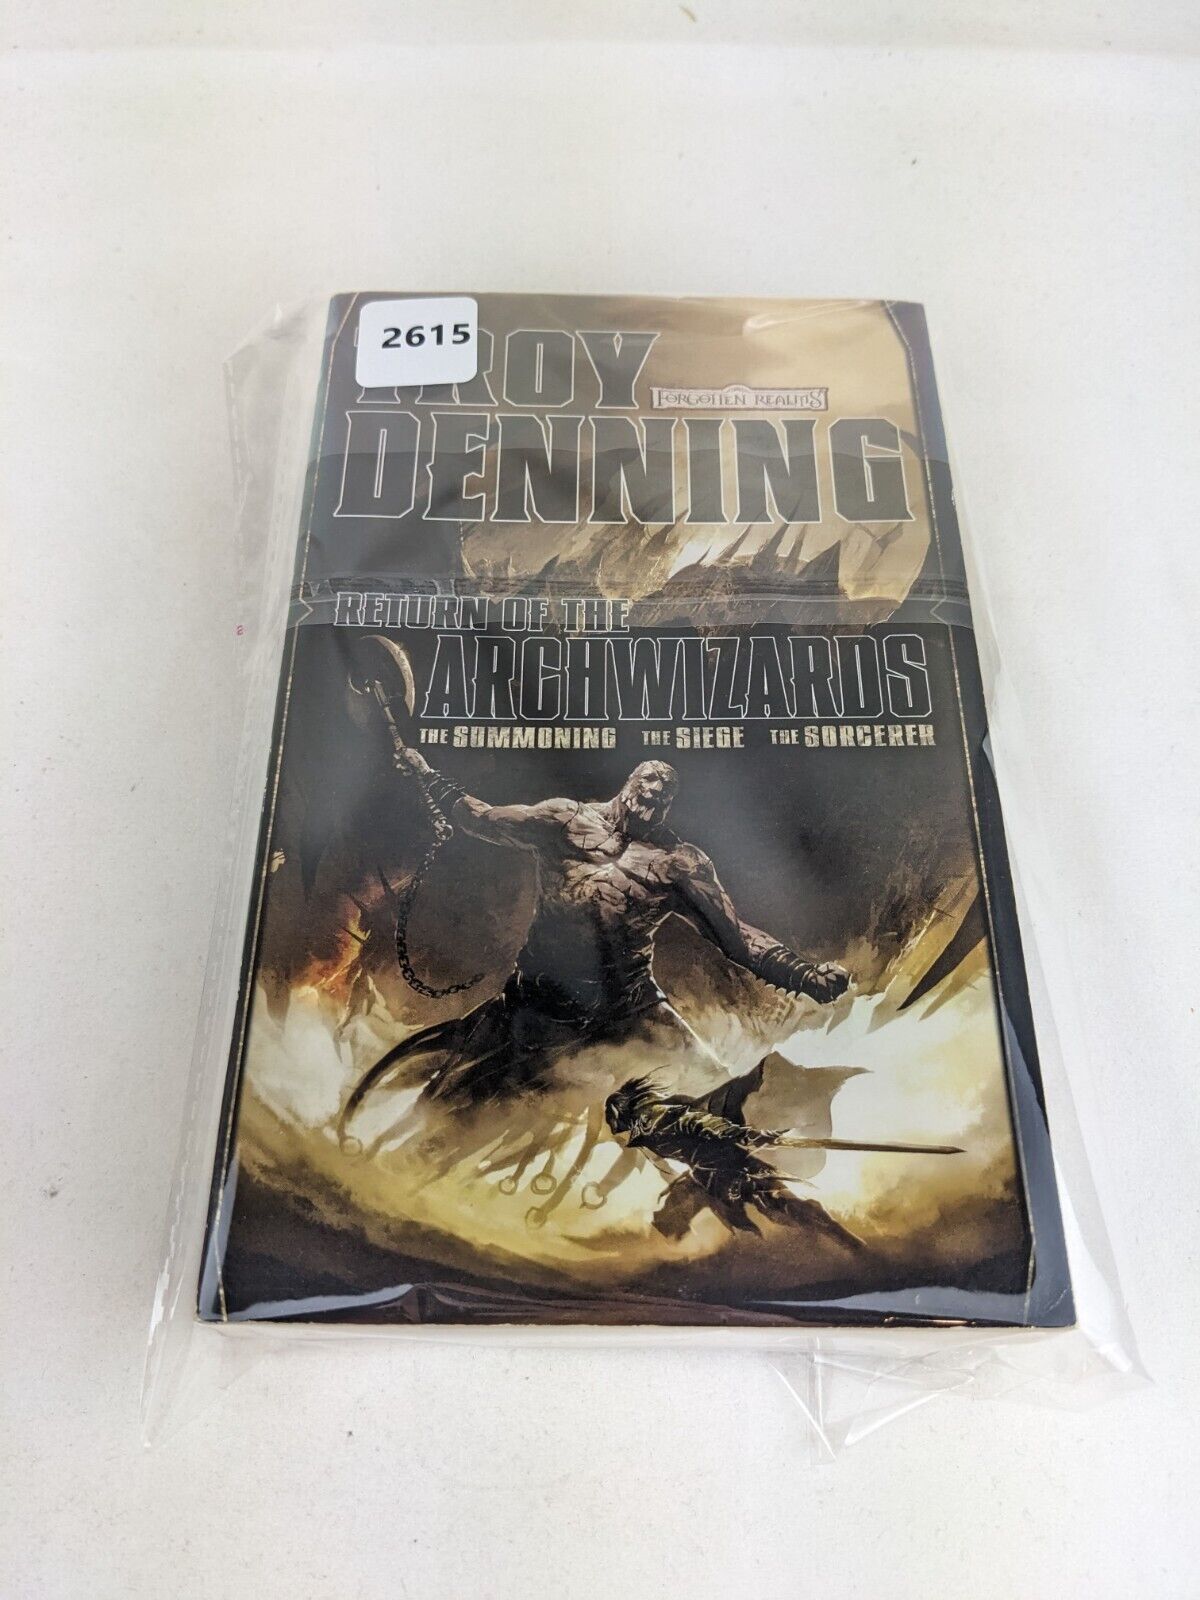 2615
TROY
FORGOTTEN REALMS
DENNING
RETURN OF THE
ARCHWIZARDS
THE SUMMONING THE SIEGE THE SORCERER